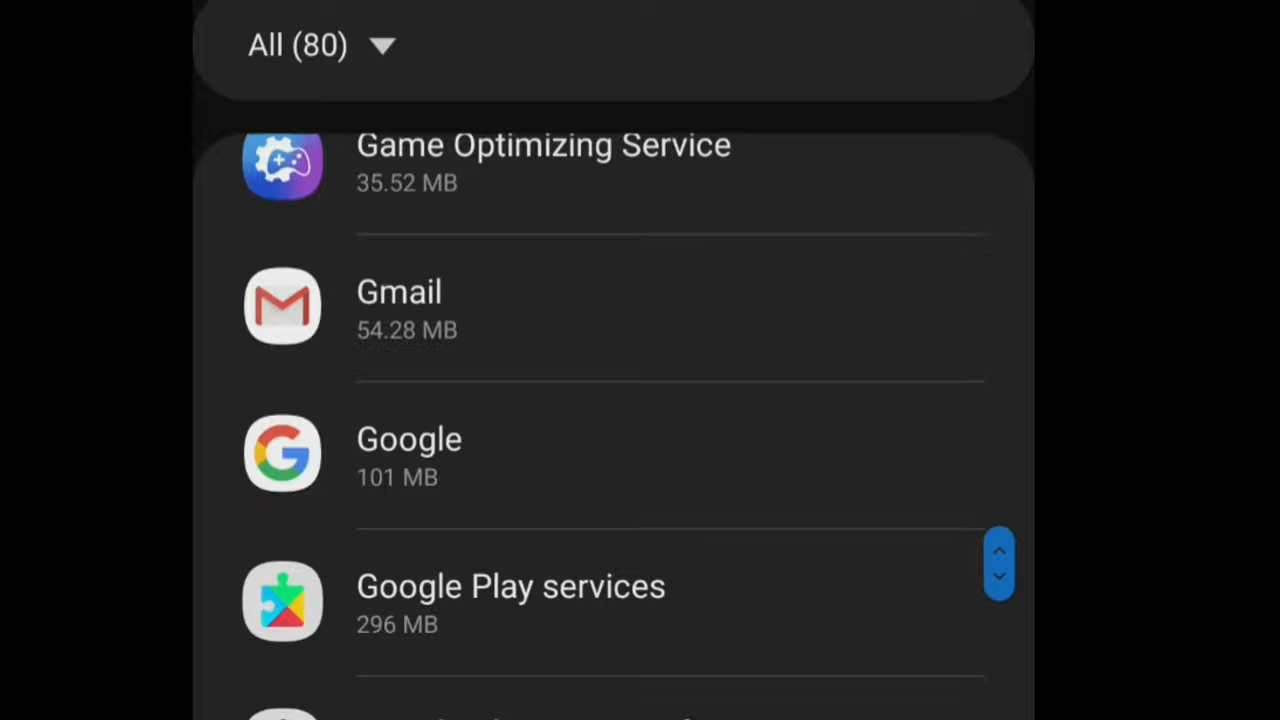 All (80)
Game Optimizing Service
35.52 MB
Gmail
54.28 MB
Google
101 MB
Google Play services
296 MB